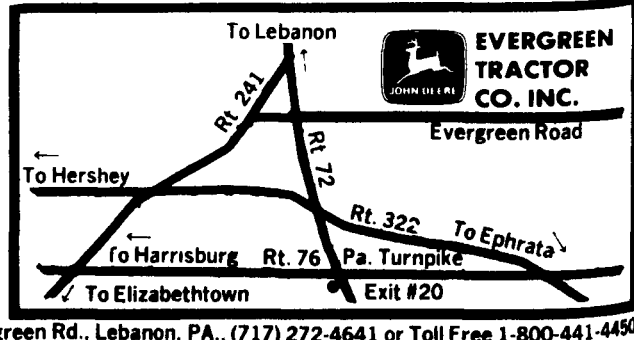 To Lebanon
EVERGREEN
TRACTOR
CO. INC.
JOHN DEERE
Rt 241
Evergreen Road
To Hershey
Rt 72
Rt. 322
To Ephrata
To Harrisburg
Rt. 76 Pa. Turnpike
To Elizabethtown
Exit #20
green Rd., Lebanon, PA., (717) 272-4641 or Toll Free 1-800-441-4450